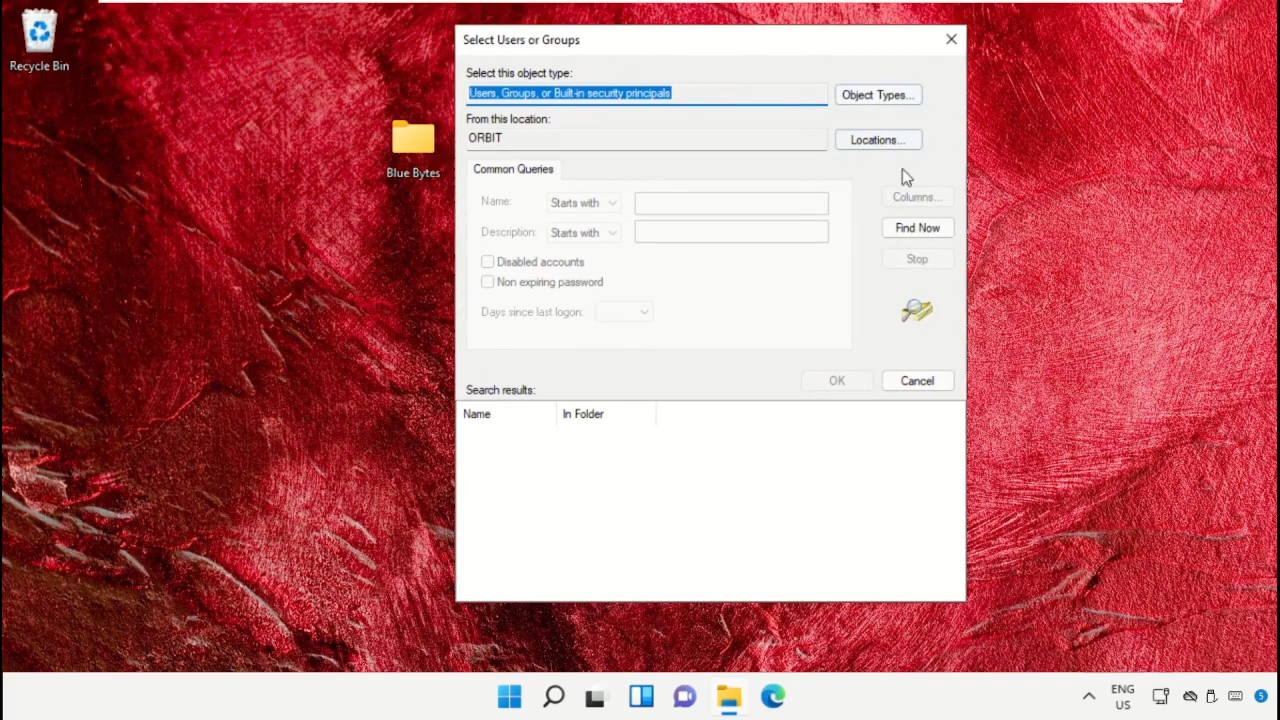 Recycle Bin
Blue Bytes
Select Users or Groups
Select this object type:
Users, Groups, or Built-in security principals
Object Types...
From this location:
ORBIT
Locations...
Common Queries
Name:
Starts with
Columns...
Description:
Starts with
Find Now
Disabled accounts
Stop
Non expiring password
Days since last logon:
OK
Cancel
Search results:
Name
In Folder
ENG
US
5